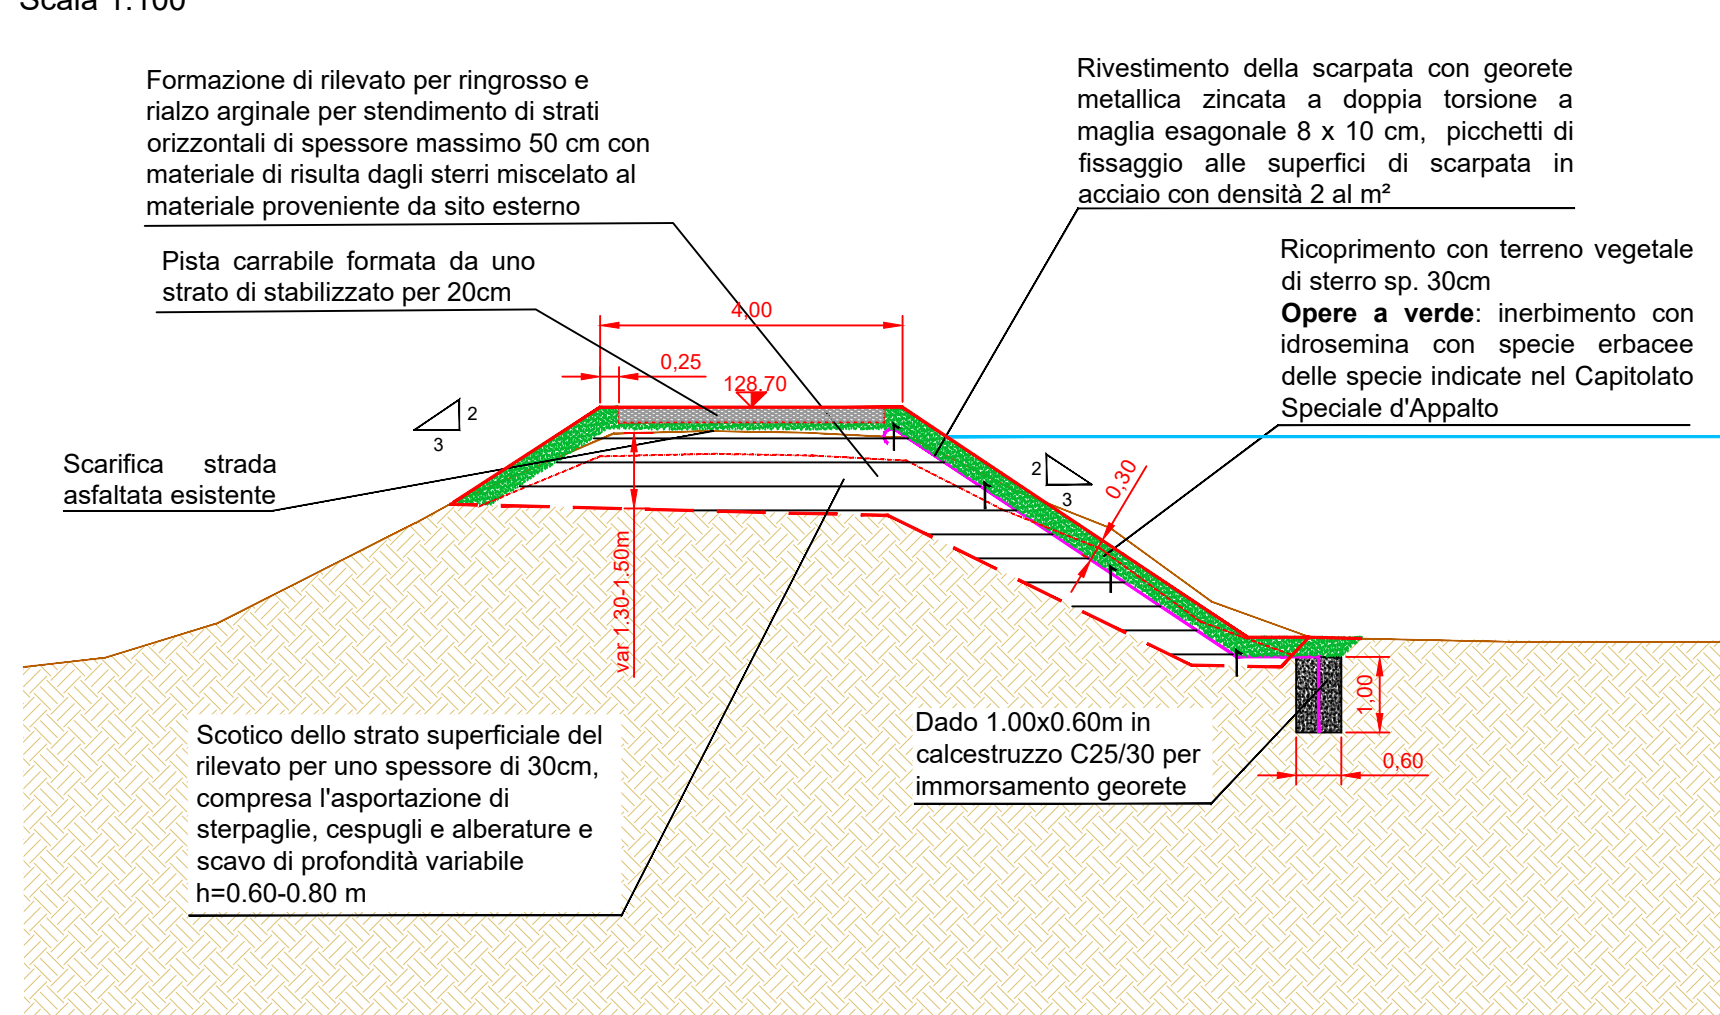 Scala 1:100
Formazione di rilevato per ringrosso e
rialzo arginale per stendimento di strati
orizzontali di spessore massimo 50 cm con
materiale di risulta dagli sterri miscelato al
materiale proveniente da sito esterno
Rivestimento della scarpata con georete
metallica zincata a doppia torsione a
maglia esagonale 8 x 10 cm, picchetti di
fissaggio alle superfici di scarpata in
acciaio con densità 2 al m²
Pista carrabile formata da uno
strato di stabilizzato per 20cm
Ricoprimento con terreno vegetale
di sterro sp. 30cm
Opere a verde: inerbimento con
idrosemina con specie erbacee
delle specie indicate nel Capitolato
Speciale d'Appalto
4,00
0,25
128,70
2
3
Scarifica strada
asfaltata esistente
2
3
0,30
var 1.30-1.50m
1,00
0,60
Scotico dello strato superficiale del
rilevato per uno spessore di 30cm,
compresa l'asportazione di
sterpaglie, cespugli e alberature e
scavo di profondità variabile
h=0.60-0.80 m
Dado 1.00x0.60m in
calcestruzzo C25/30 per
immorsamento georete